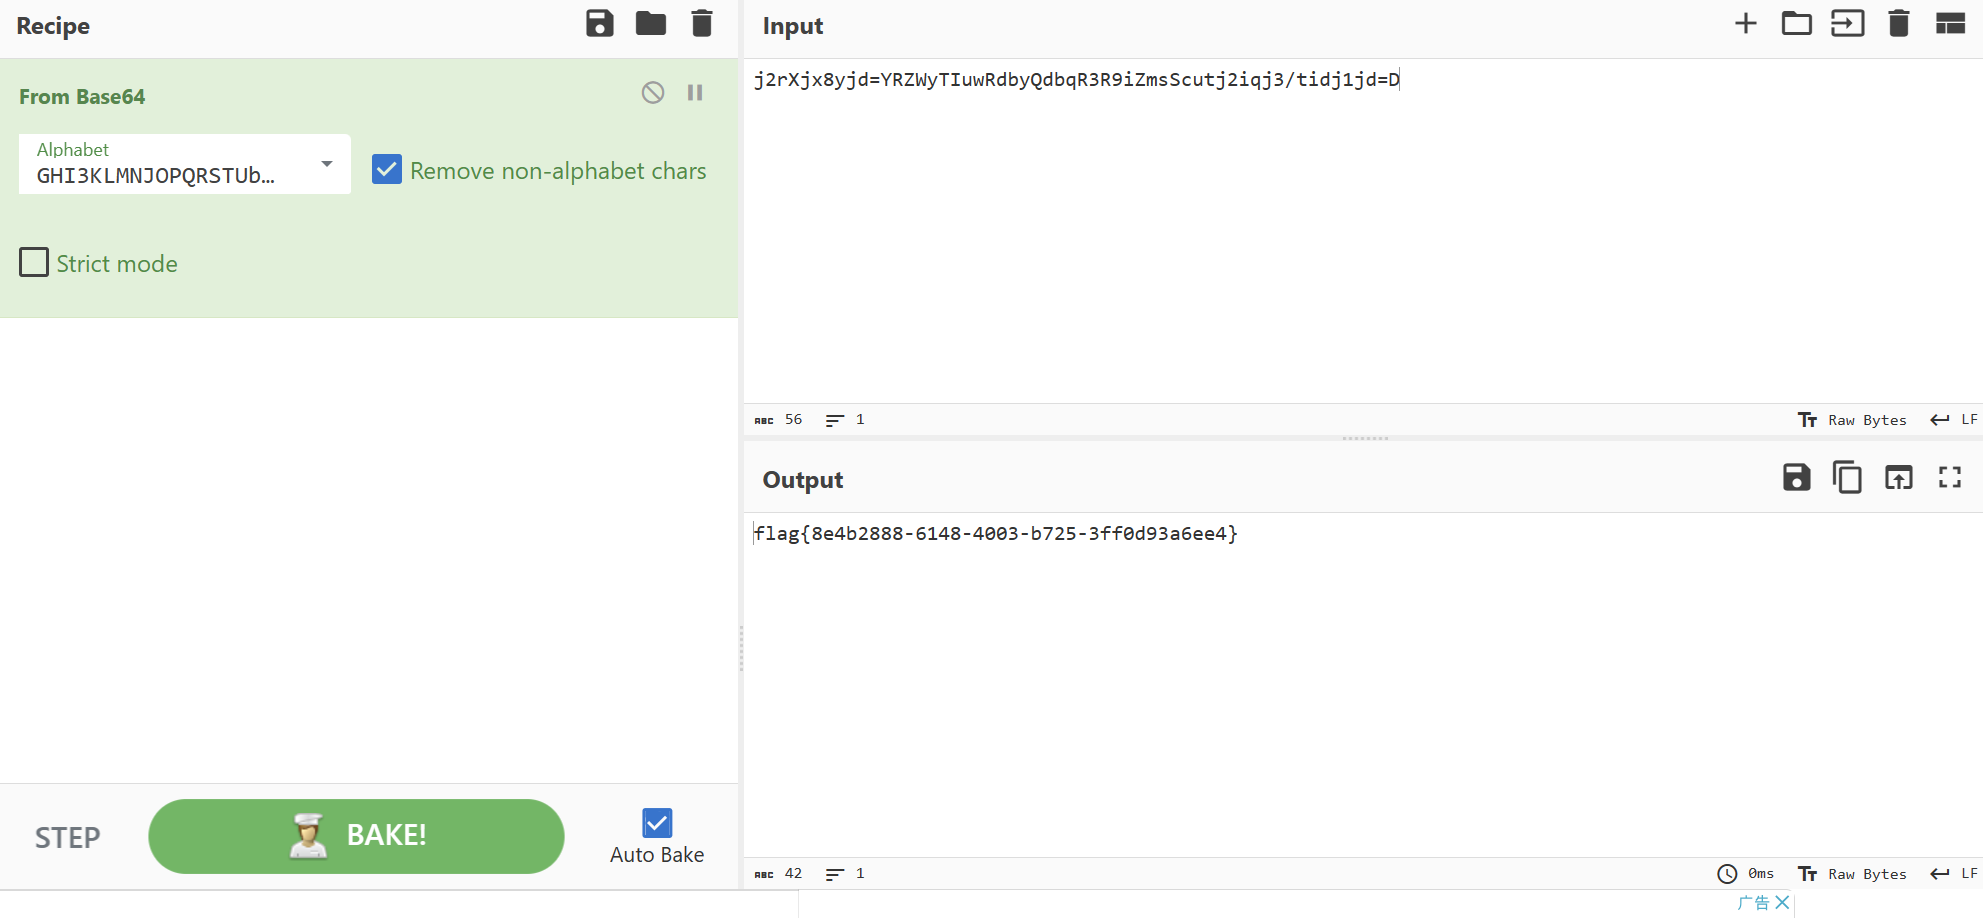 Recipe
From Base64
Alphabet
GHI3KLMNJOPQRSTUb...
Remove non-alphabet chars
Strict mode
STEP
BAKE!
Auto Bake
Input
j2rXjx8yjd=YRZWyTIuwRdbyQdbqR3R9iZmsScutj2iqj3/tidj1jd=D
ABC 56 1
Tт Raw Bytes LF
Output
flag{8e4b2888-6148-4003-b725-3ff0d93a6ee4}
ABC 42 1
0ms Tт Raw Bytes LF
广告